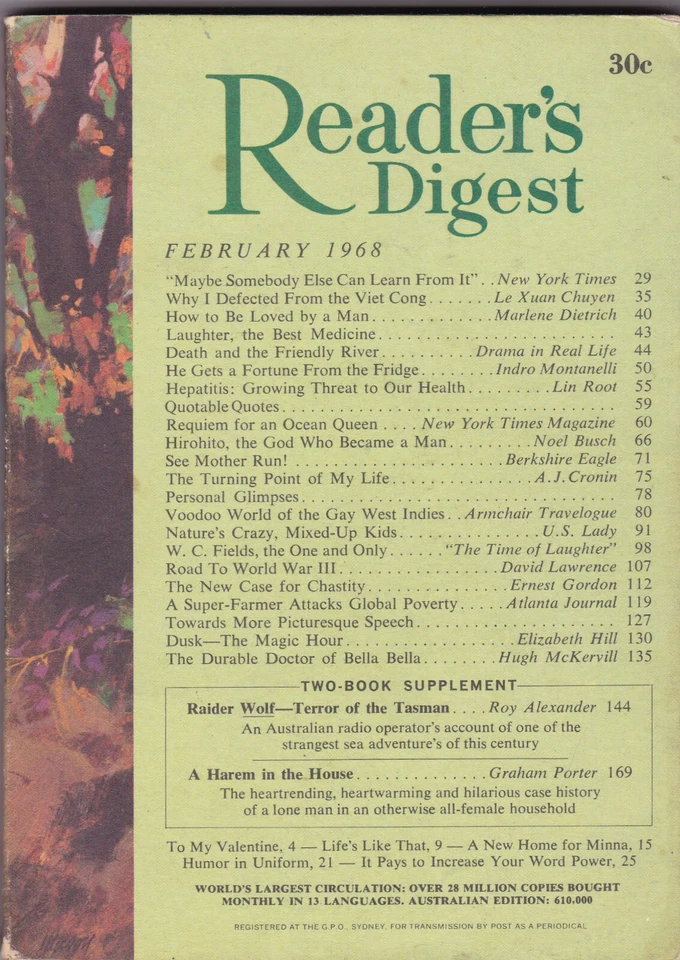 30c
Reader's
Digest
FEBRUARY 1968
"Maybe Somebody Else Can Learn From It" . . New York Times 29
Why I Defected From the Viet Cong . . . . . . . Le Xuan Chuyen 35
How to Be Loved by a Man . . . . . . . . . . . . Marlene Dietrich 40
Laughter, the Best Medicine . . . . . . . . . . . . . . . . . . . . . . . . 43
Death and the Friendly River . . . . . . . . . . Drama in Real Life 44
He Gets a Fortune From the Fridge . . . . . . . . Indro Montanelli 50
Hepatitis: Growing Threat to Our Health . . . . . . . . . Lin Root 55
Quotable Quotes . . . . . . . . . . . . . . . . . . . . . . . . . . . . . . . . . . 59
Requiem for an Ocean Queen . . . . New York Times Magazine 60
Hirohito, the God Who Became a Man . . . . . . . . Noel Busch 66
See Mother Run! . . . . . . . . . . . . . . . . . . . . . Berkshire Eagle 71
The Turning Point of My Life . . . . . . . . . . . . . . A.J. Cronin 75
Personal Glimpses . . . . . . . . . . . . . . . . . . . . . . . . . . . . . . . . 78
Voodoo World of the Gay West Indies . . Armchair Travelogue 80
Nature's Crazy, Mixed-Up Kids . . . . . . . . . . . . . . U.S. Lady 91
W. C. Fields, the One and Only . . . . . . "The Time of Laughter" 98
Road To World War III . . . . . . . . . . . . . . . . David Lawrence 107
The New Case for Chastity . . . . . . . . . . . . . . Ernest Gordon 112
A Super-Farmer Attacks Global Poverty . . . . . Atlanta Journal 119
Towards More Picturesque Speech . . . . . . . . . . . . . . . . . . . . 127
Dusk—The Magic Hour . . . . . . . . . . . . . . . . . Elizabeth Hill 130
The Durable Doctor of Bella Bella . . . . . . . . Hugh McKervill 135
TWO-BOOK SUPPLEMENT
Raider Wolf—Terror of the Tasman . . . . Roy Alexander 144
An Australian radio operator's account of one of the
strangest sea adventure's of this century
A Harem in the House . . . . . . . . . . . . . . Graham Porter 169
The heartrending, heartwarming and hilarious case history
of a lone man in an otherwise all-female household
To My Valentine, 4 — Life's Like That, 9 — A New Home for Minna, 15
Humor in Uniform, 21 — It Pays to Increase Your Word Power, 25
WORLD'S LARGEST CIRCULATION: OVER 28 MILLION COPIES BOUGHT
MONTHLY IN 13 LANGUAGES. AUSTRALIAN EDITION: 610,000
REGISTERED AT THE G.P.O., SYDNEY, FOR TRANSMISSION BY POST AS A PERIODICAL